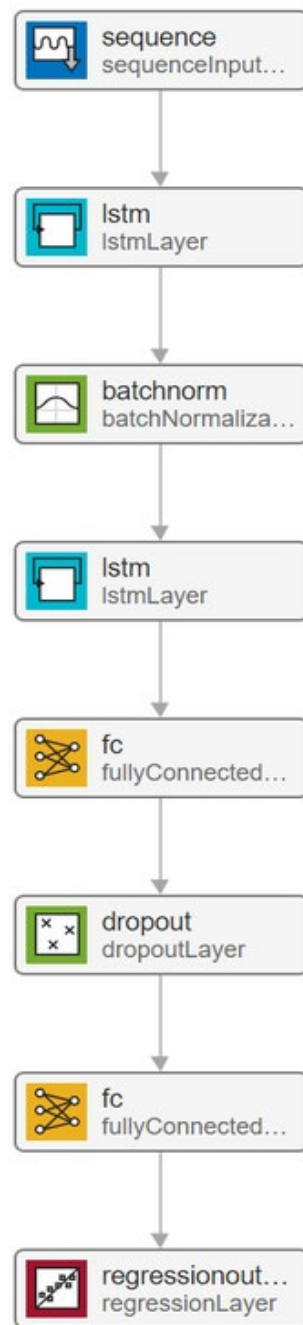 sequence
sequenceInput…
lstm
lstmLayer
batchnorm
batchNormaliza…
lstm
lstmLayer
fc
fullyConnected…
dropout
dropoutLayer
fc
fullyConnected…
regressionout…
regressionLayer